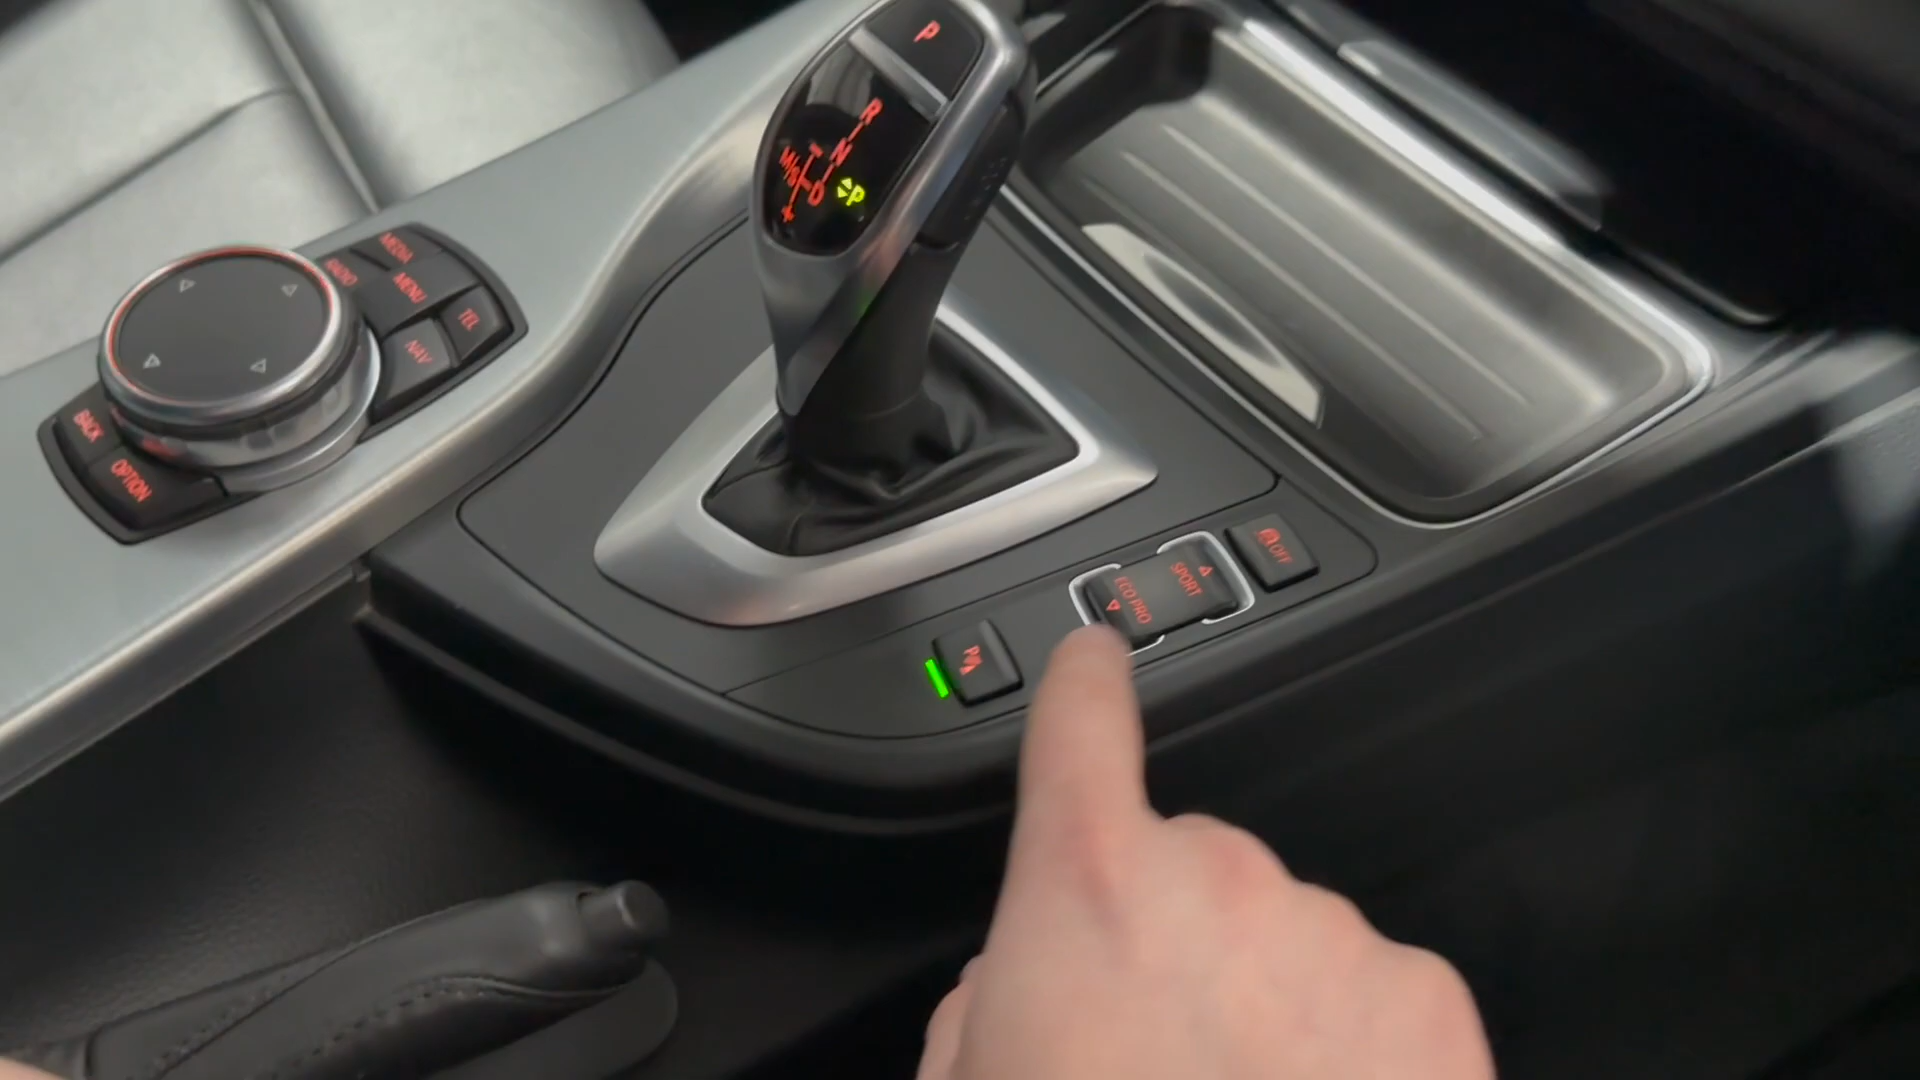 P
R
N
D
M/S
+
P
MEDIA
RADIO
MENU
TEL
NAV
BACK
OPTION
OFF
SPORT
ECO PRO
P